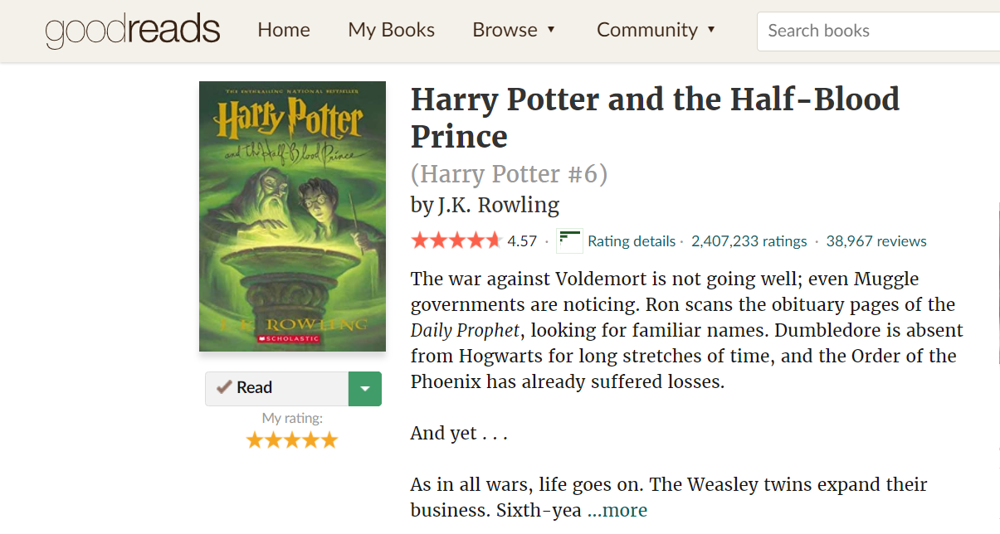 goodreads Home My Books Browse ▼ Community ▼ Search books
THE ENTHRALLING NATIONAL BESTSELLER
Harry Potter
and the Half-Blood Prince
J. K. ROWLING
SCHOLASTIC
Read
My rating:
Harry Potter and the Half-Blood
Prince
(Harry Potter #6)
by J.K. Rowling
4.57 · Rating details · 2,407,233 ratings · 38,967 reviews
The war against Voldemort is not going well; even Muggle
governments are noticing. Ron scans the obituary pages of the
Daily Prophet, looking for familiar names. Dumbledore is absent
from Hogwarts for long stretches of time, and the Order of the
Phoenix has already suffered losses.
And yet . . .
As in all wars, life goes on. The Weasley twins expand their
business. Sixth-yea ...more